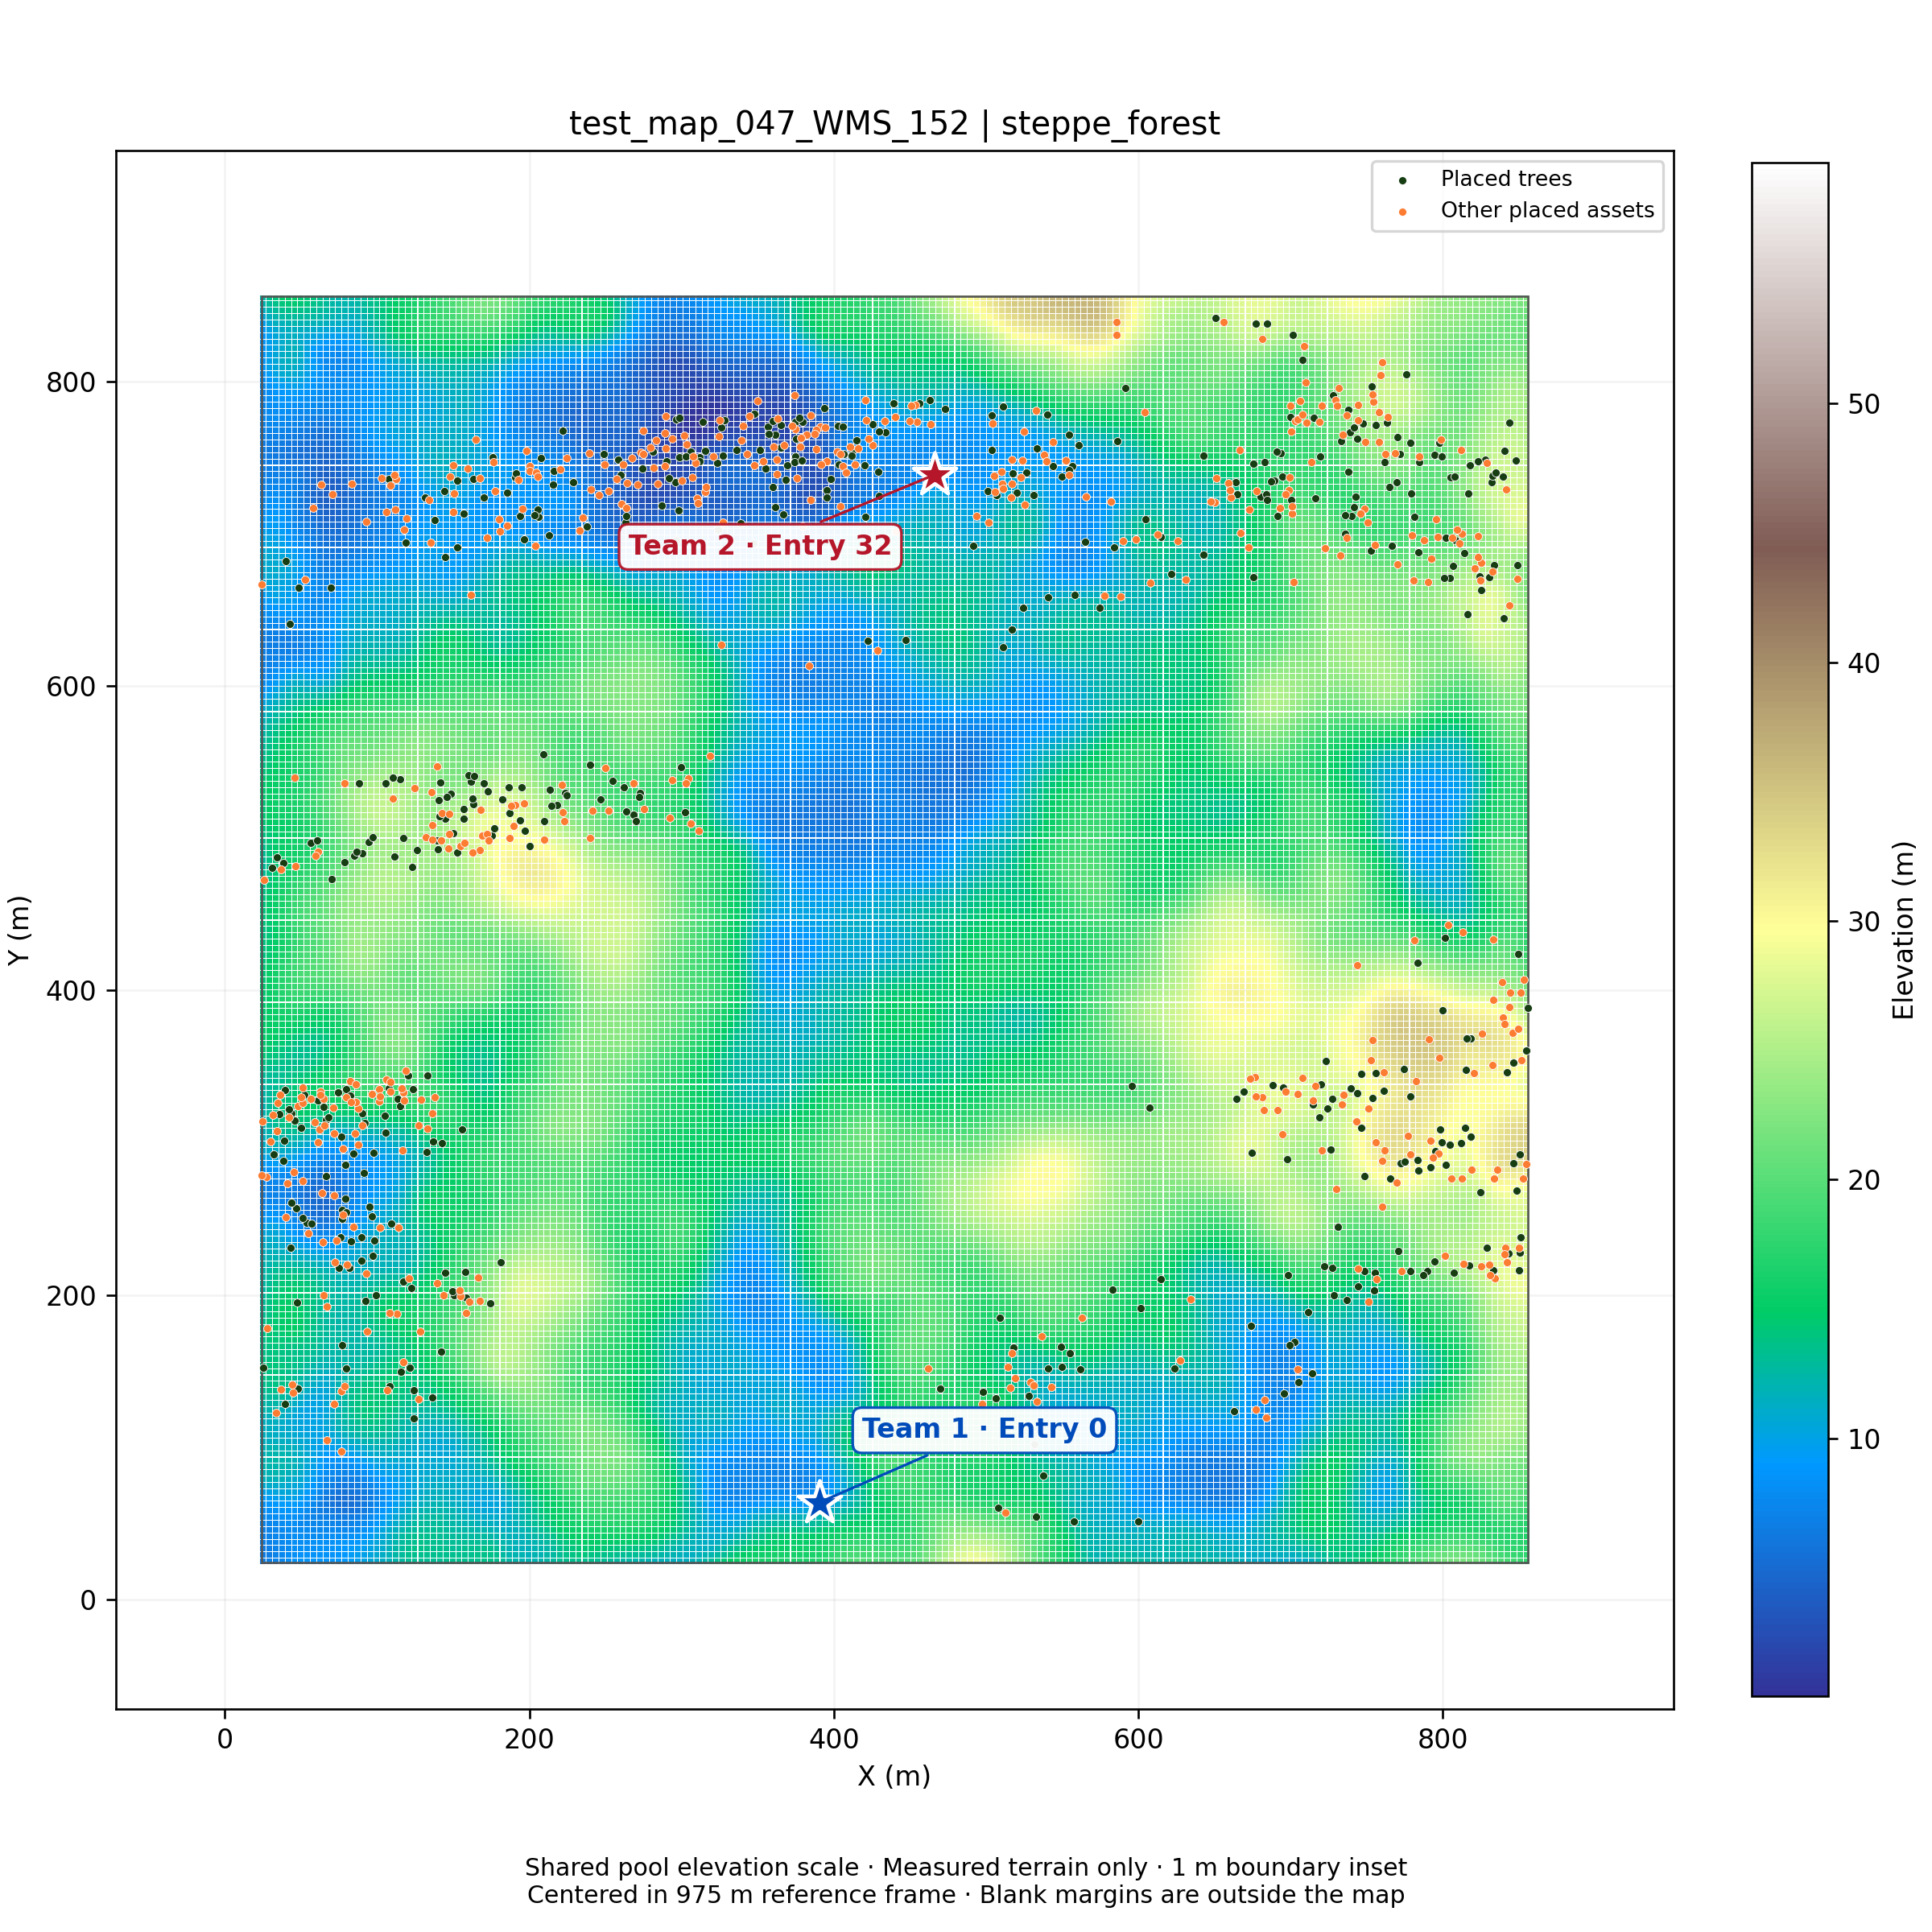 test_map_047_WMS_152 | steppe_forest
Placed trees
Other placed assets
Team 2 · Entry 32
Team 1 · Entry 0
800
600
400
200
0
0
200
400
600
800
Y (m)
X (m)
50
40
30
20
10
Elevation (m)
Shared pool elevation scale · Measured terrain only · 1 m boundary inset
Centered in 975 m reference frame · Blank margins are outside the map